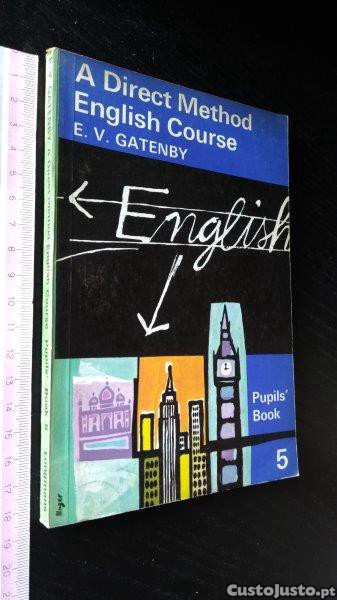 A Direct Method
English Course
E. V. GATENBY
English
Pupils'
Book
5
E. V. GATENBY A Direct Method English Course Pupils' Book 5 Longmans
CustoJusto.pt